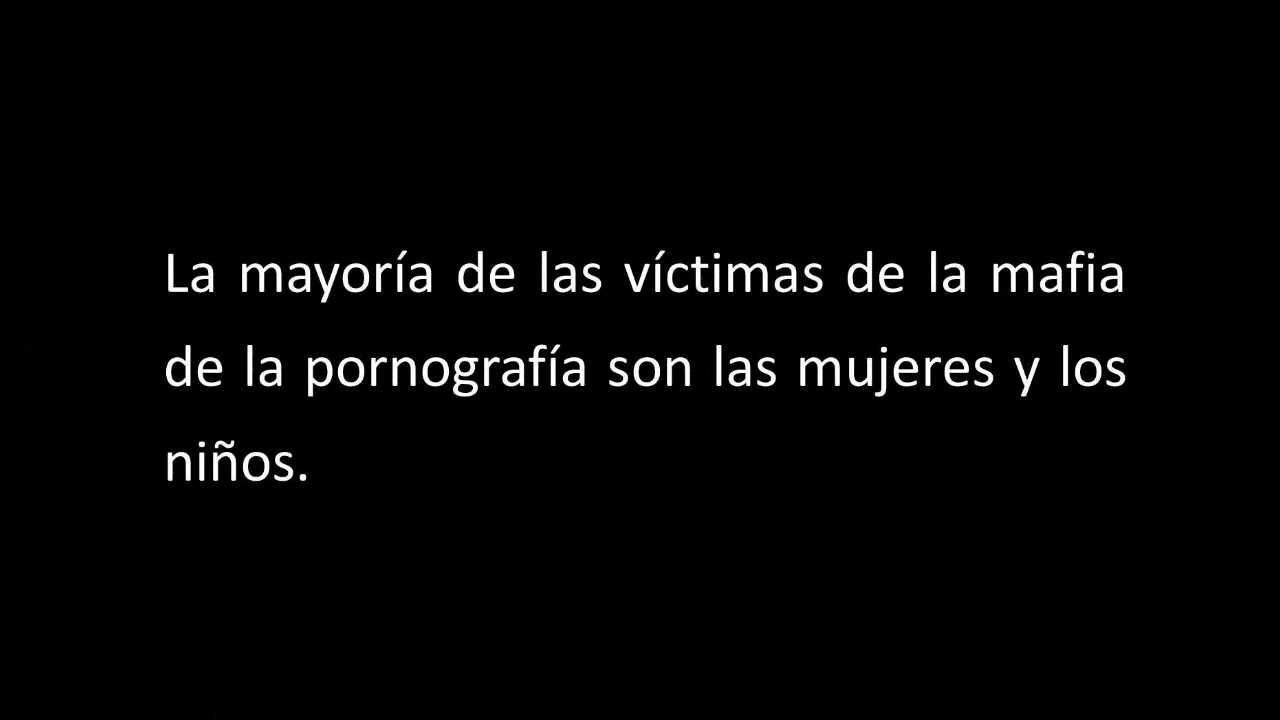 La mayoría de las víctimas de la mafia
de la pornografía son las mujeres y los
niños.